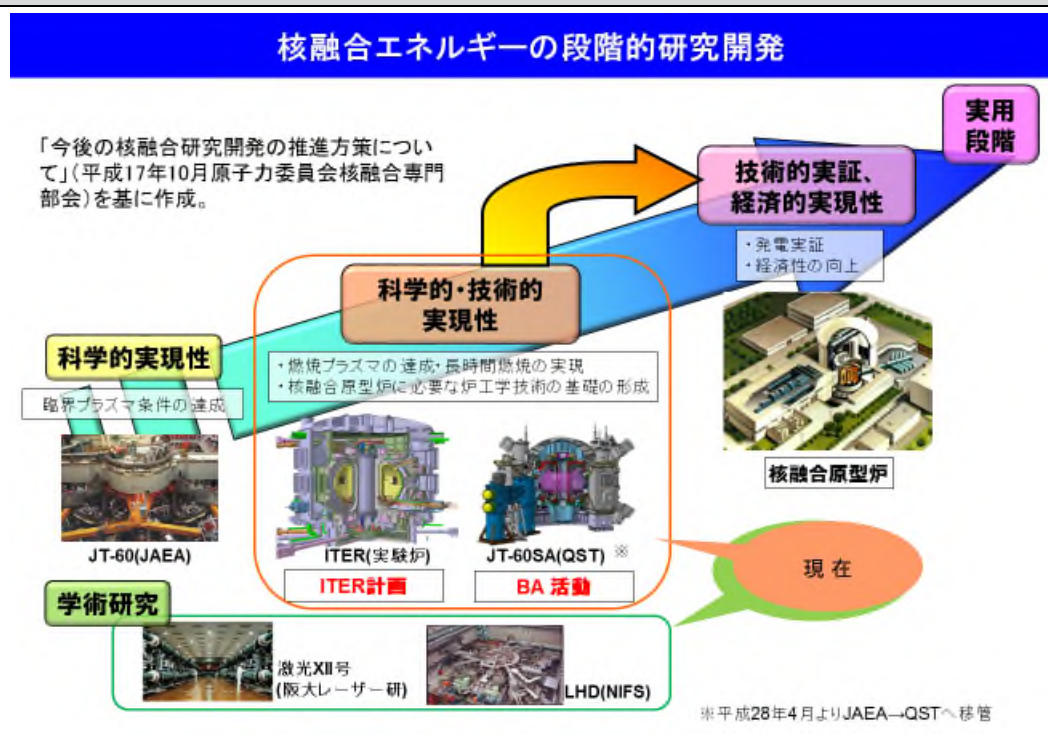 核融合エネルギーの段階的研究開発
実用
段階
「今後の核融合研究開発の推進方策につい
て」(平成17年10月原子力委員会核融合専門
部会)を基に作成。
技術的実証、
経済的実現性
・発電実証
・経済性の向上
科学的・技術的
実現性
・燃焼プラズマの達成・長時間燃焼の実現
・核融合原型炉に必要な炉工学技術の基礎の形成
科学的実現性
臨界プラズマ条件の達成
核融合原型炉
JT-60(JAEA)
ITER(実験炉)
JT-60SA(QST) ※
ITER計画
BA 活動
現在
学術研究
激光XII号
(阪大レーザー研)
LHD(NIFS)
※平成28年4月よりJAEA→QSTへ移管